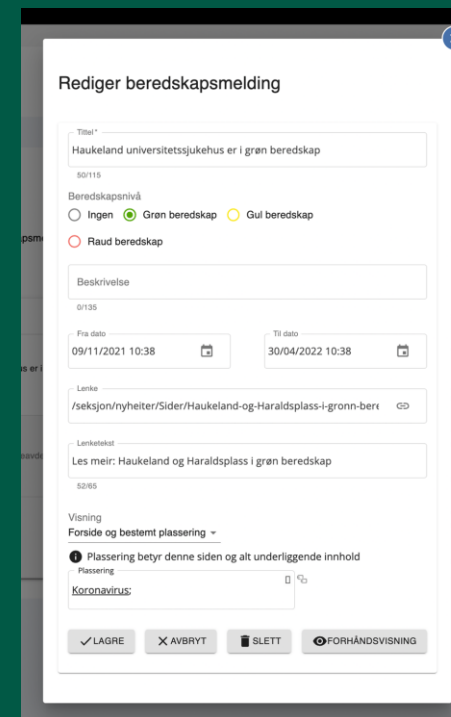 Rediger beredskapsmelding
Tittel *
Haukeland universitetssjukehus er i grøn beredskap
50/115
Beredskapsnivå
Ingen Grøn beredskap Gul beredskap
Raud beredskap
Beskrivelse
0/135
Fra dato Til dato
09/11/2021 10:38 30/04/2022 10:38
Lenke
/seksjon/nyheiter/Sider/Haukeland-og-Haraldsplass-i-gronn-bere
Lenketekst
Les meir: Haukeland og Haraldsplass i grøn beredskap
52/65
Visning
Forside og bestemt plassering
Plassering betyr denne siden og alt underliggende innhold
Plassering
Koronavirus;
LAGRE AVBRYT SLETT FORHÅNDSVISNING